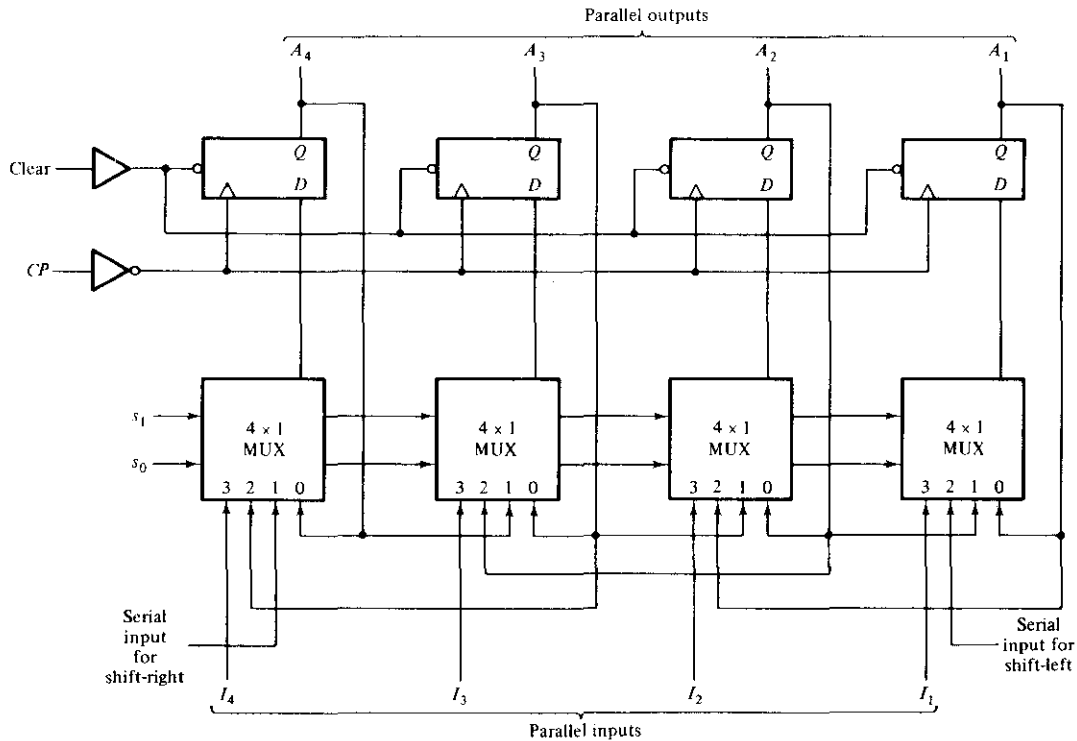 Parallel outputs
A4 A3 A2 A1
Q Q Q Q
Clear
D D D D
CP
s1
4 × 1 4 × 1 4 × 1 4 × 1
MUX MUX MUX MUX
s0
3 2 1 0 3 2 1 0 3 2 1 0 3 2 1 0
Serial
input
for
shift-right
Serial
input for
shift-left
I4 I3 I2 I1
Parallel inputs